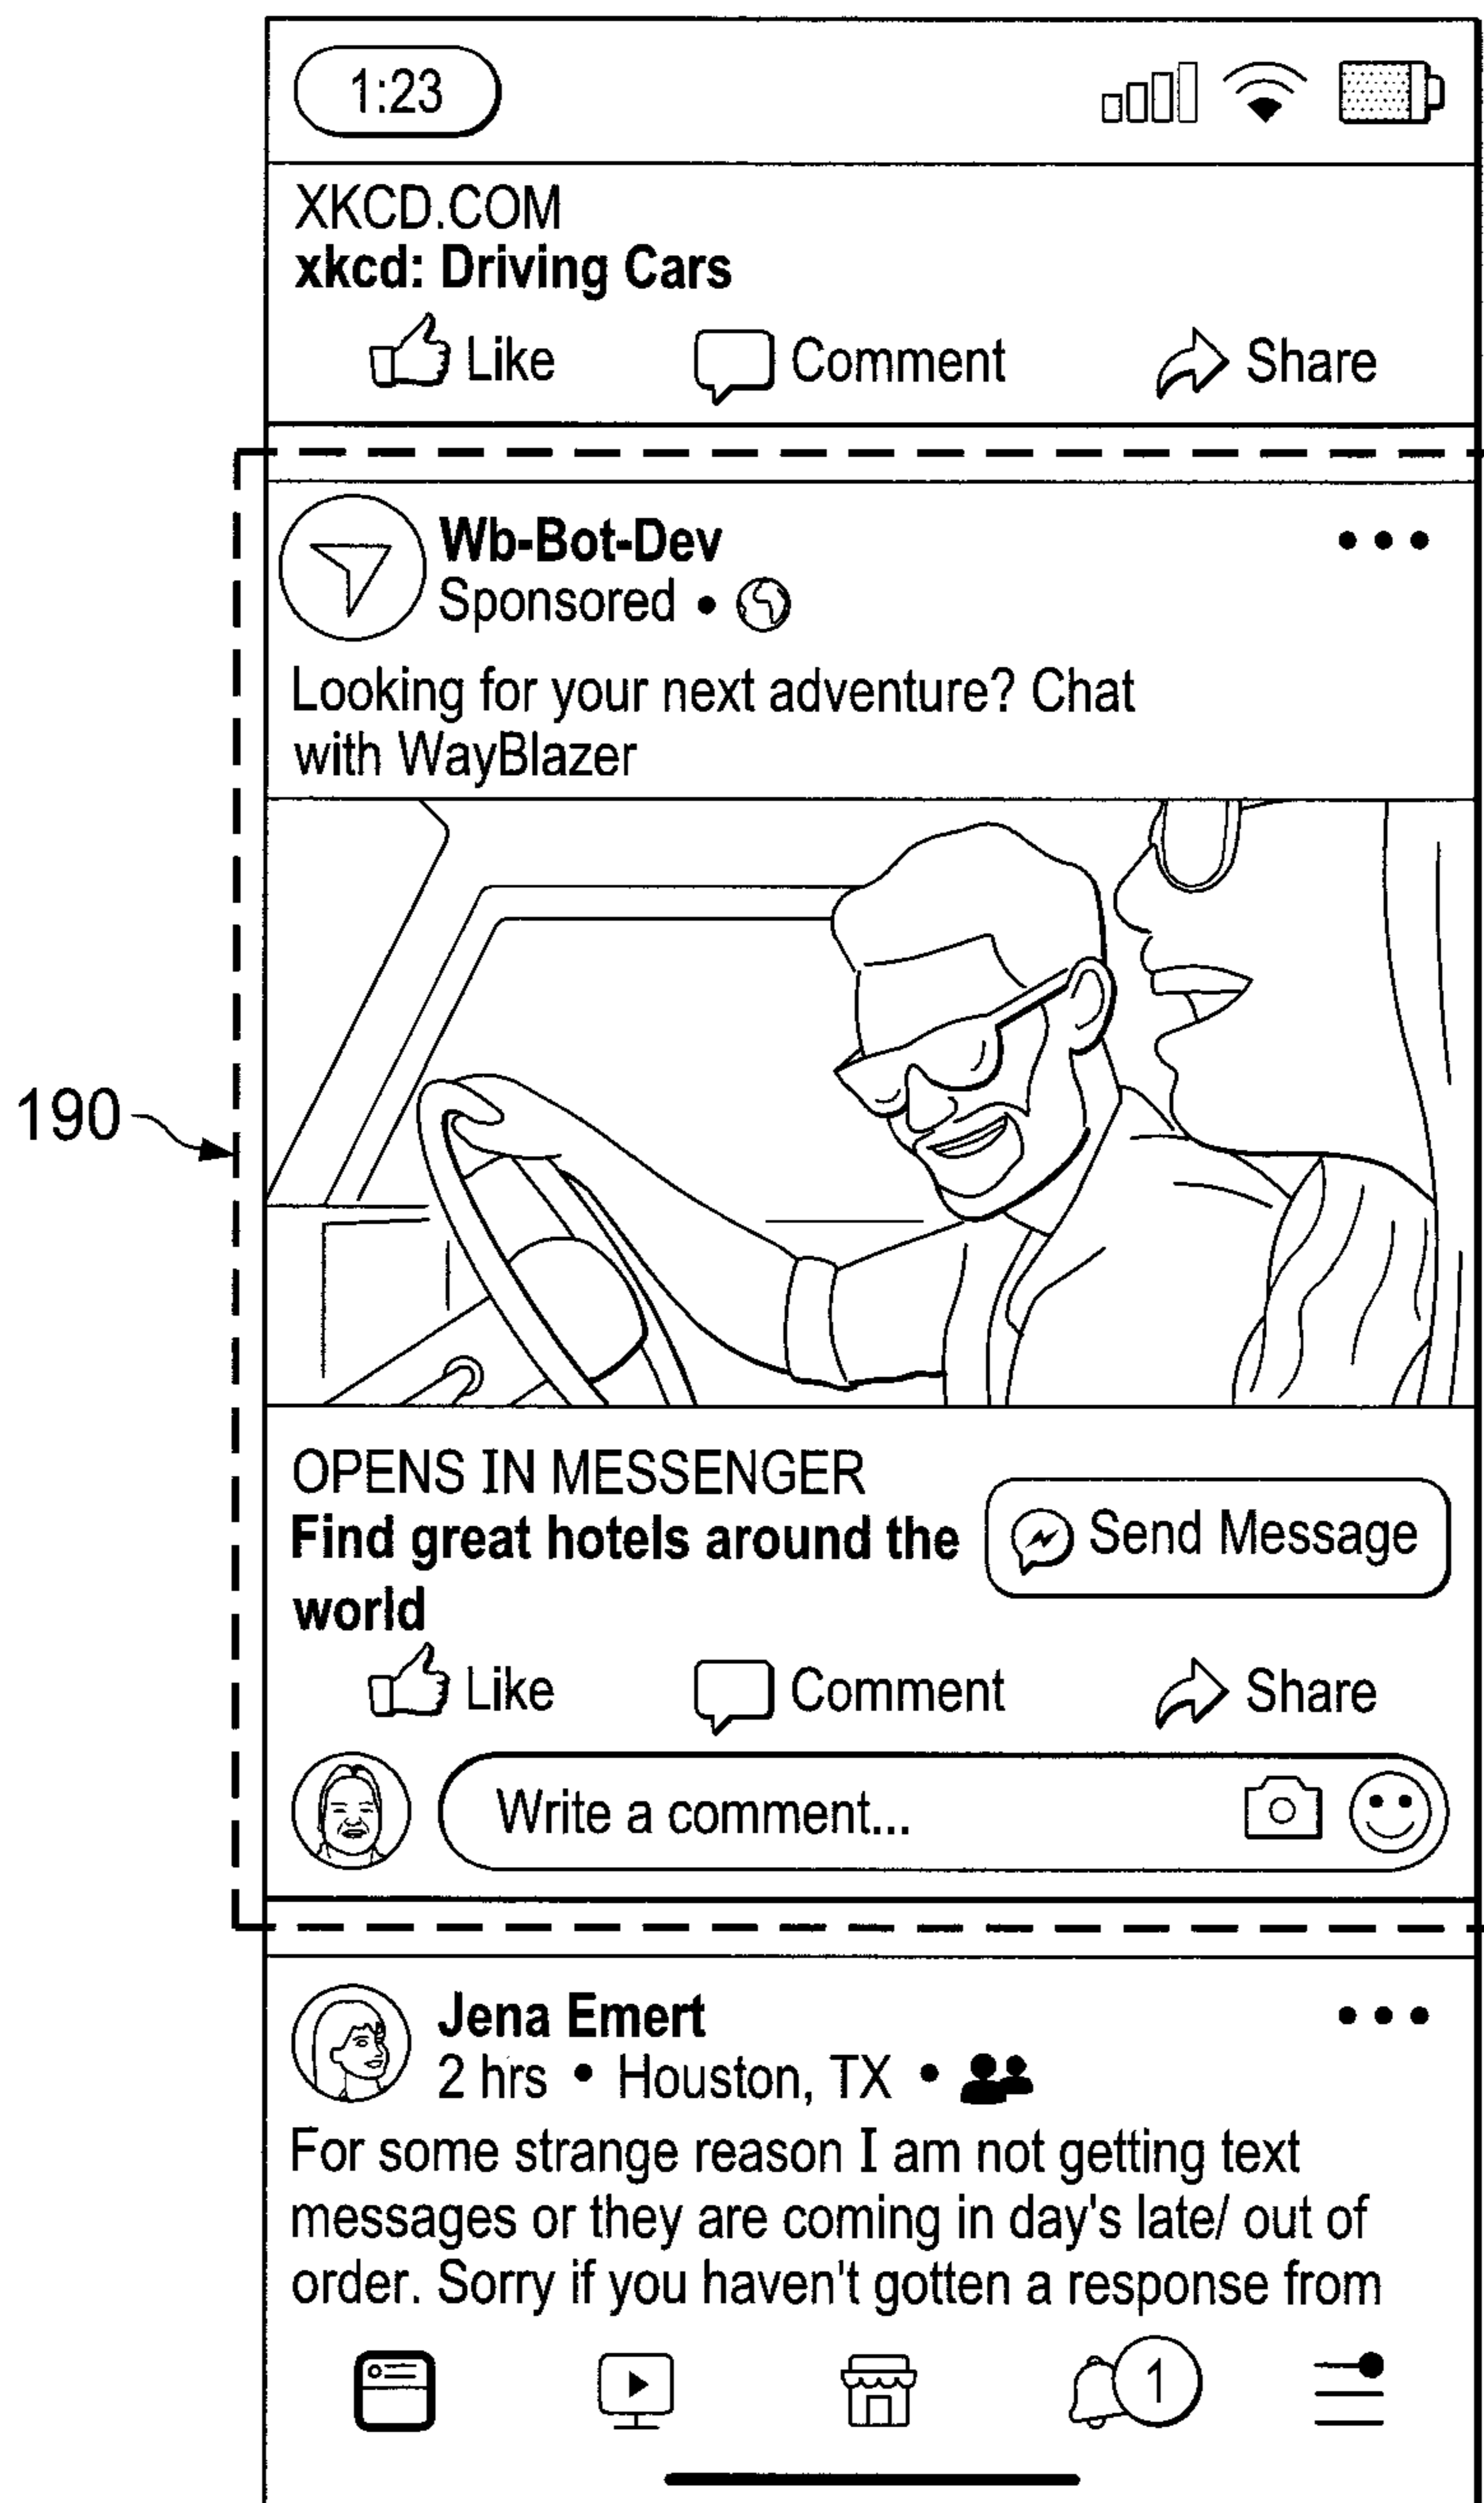 1:23
XKCD.COM
xkcd: Driving Cars
Like Comment Share
Wb-Bot-Dev
Sponsored •
Looking for your next adventure? Chat
with WayBlazer
190
OPENS IN MESSENGER
Find great hotels around the
world
Send Message
Like Comment Share
Write a comment...
Jena Emert
2 hrs • Houston, TX •
For some strange reason I am not getting text
messages or they are coming in day's late/ out of
order. Sorry if you haven't gotten a response from
1